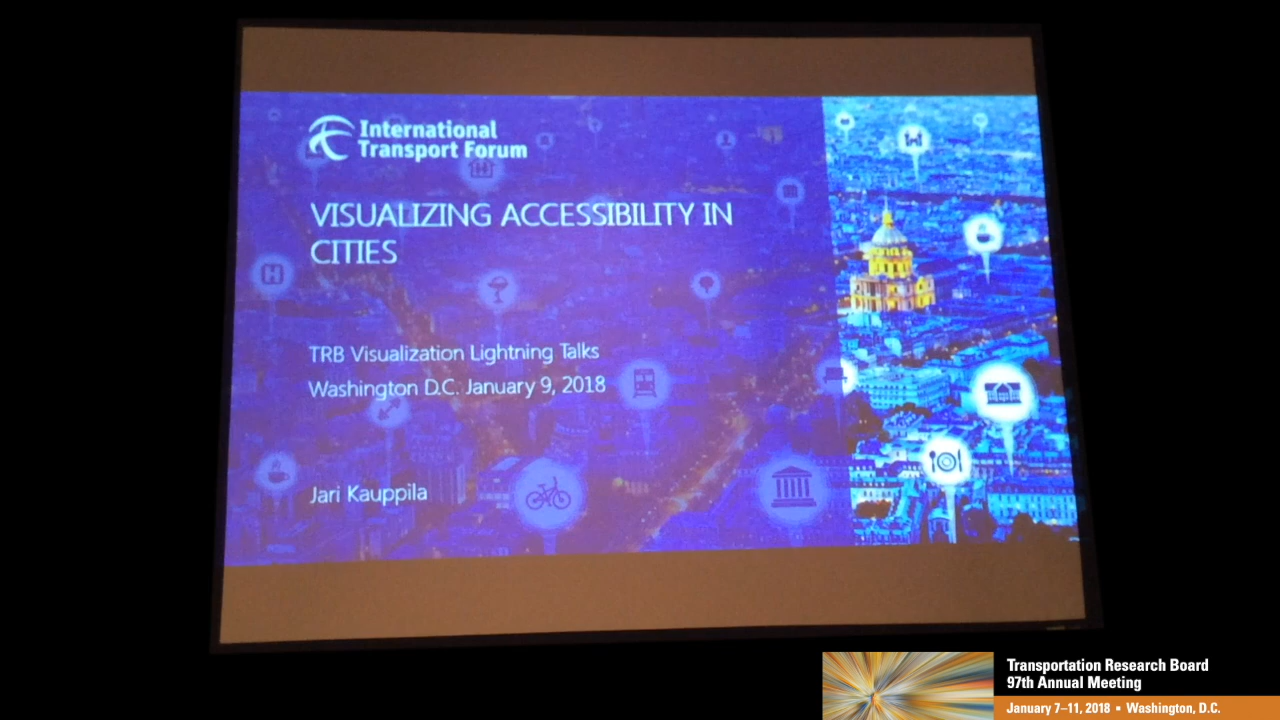 International
Transport Forum
VISUALIZING ACCESSIBILITY IN
CITIES
TRB Visualization Lightning Talks
Washington D.C. January 9, 2018
Jari Kauppila
Transportation Research Board
97th Annual Meeting
January 7–11, 2018 • Washington, D.C.